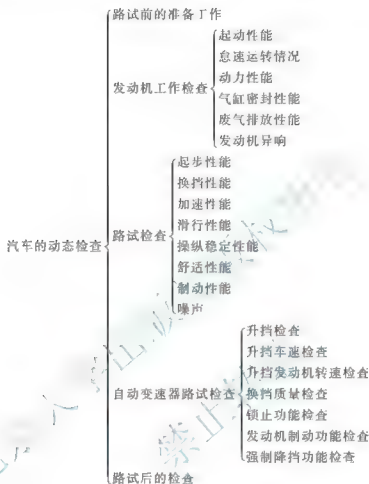 路试前的准备工作
起动性能
怠速运转情况
动力性能
发动机工作检查
气缸密封性能
废气排放性能
发动机异响
起步性能
换挡性能
加速性能
滑行性能
汽车的动态检查
路试检查
操纵稳定性能
舒适性能
制动性能
噪声
升挡检查
升挡车速检查
升挡发动机转速检查
自动变速器路试检查
换挡质量检查
锁止功能检查
发动机制动功能检查
强制降挡功能检查
路试后的检查